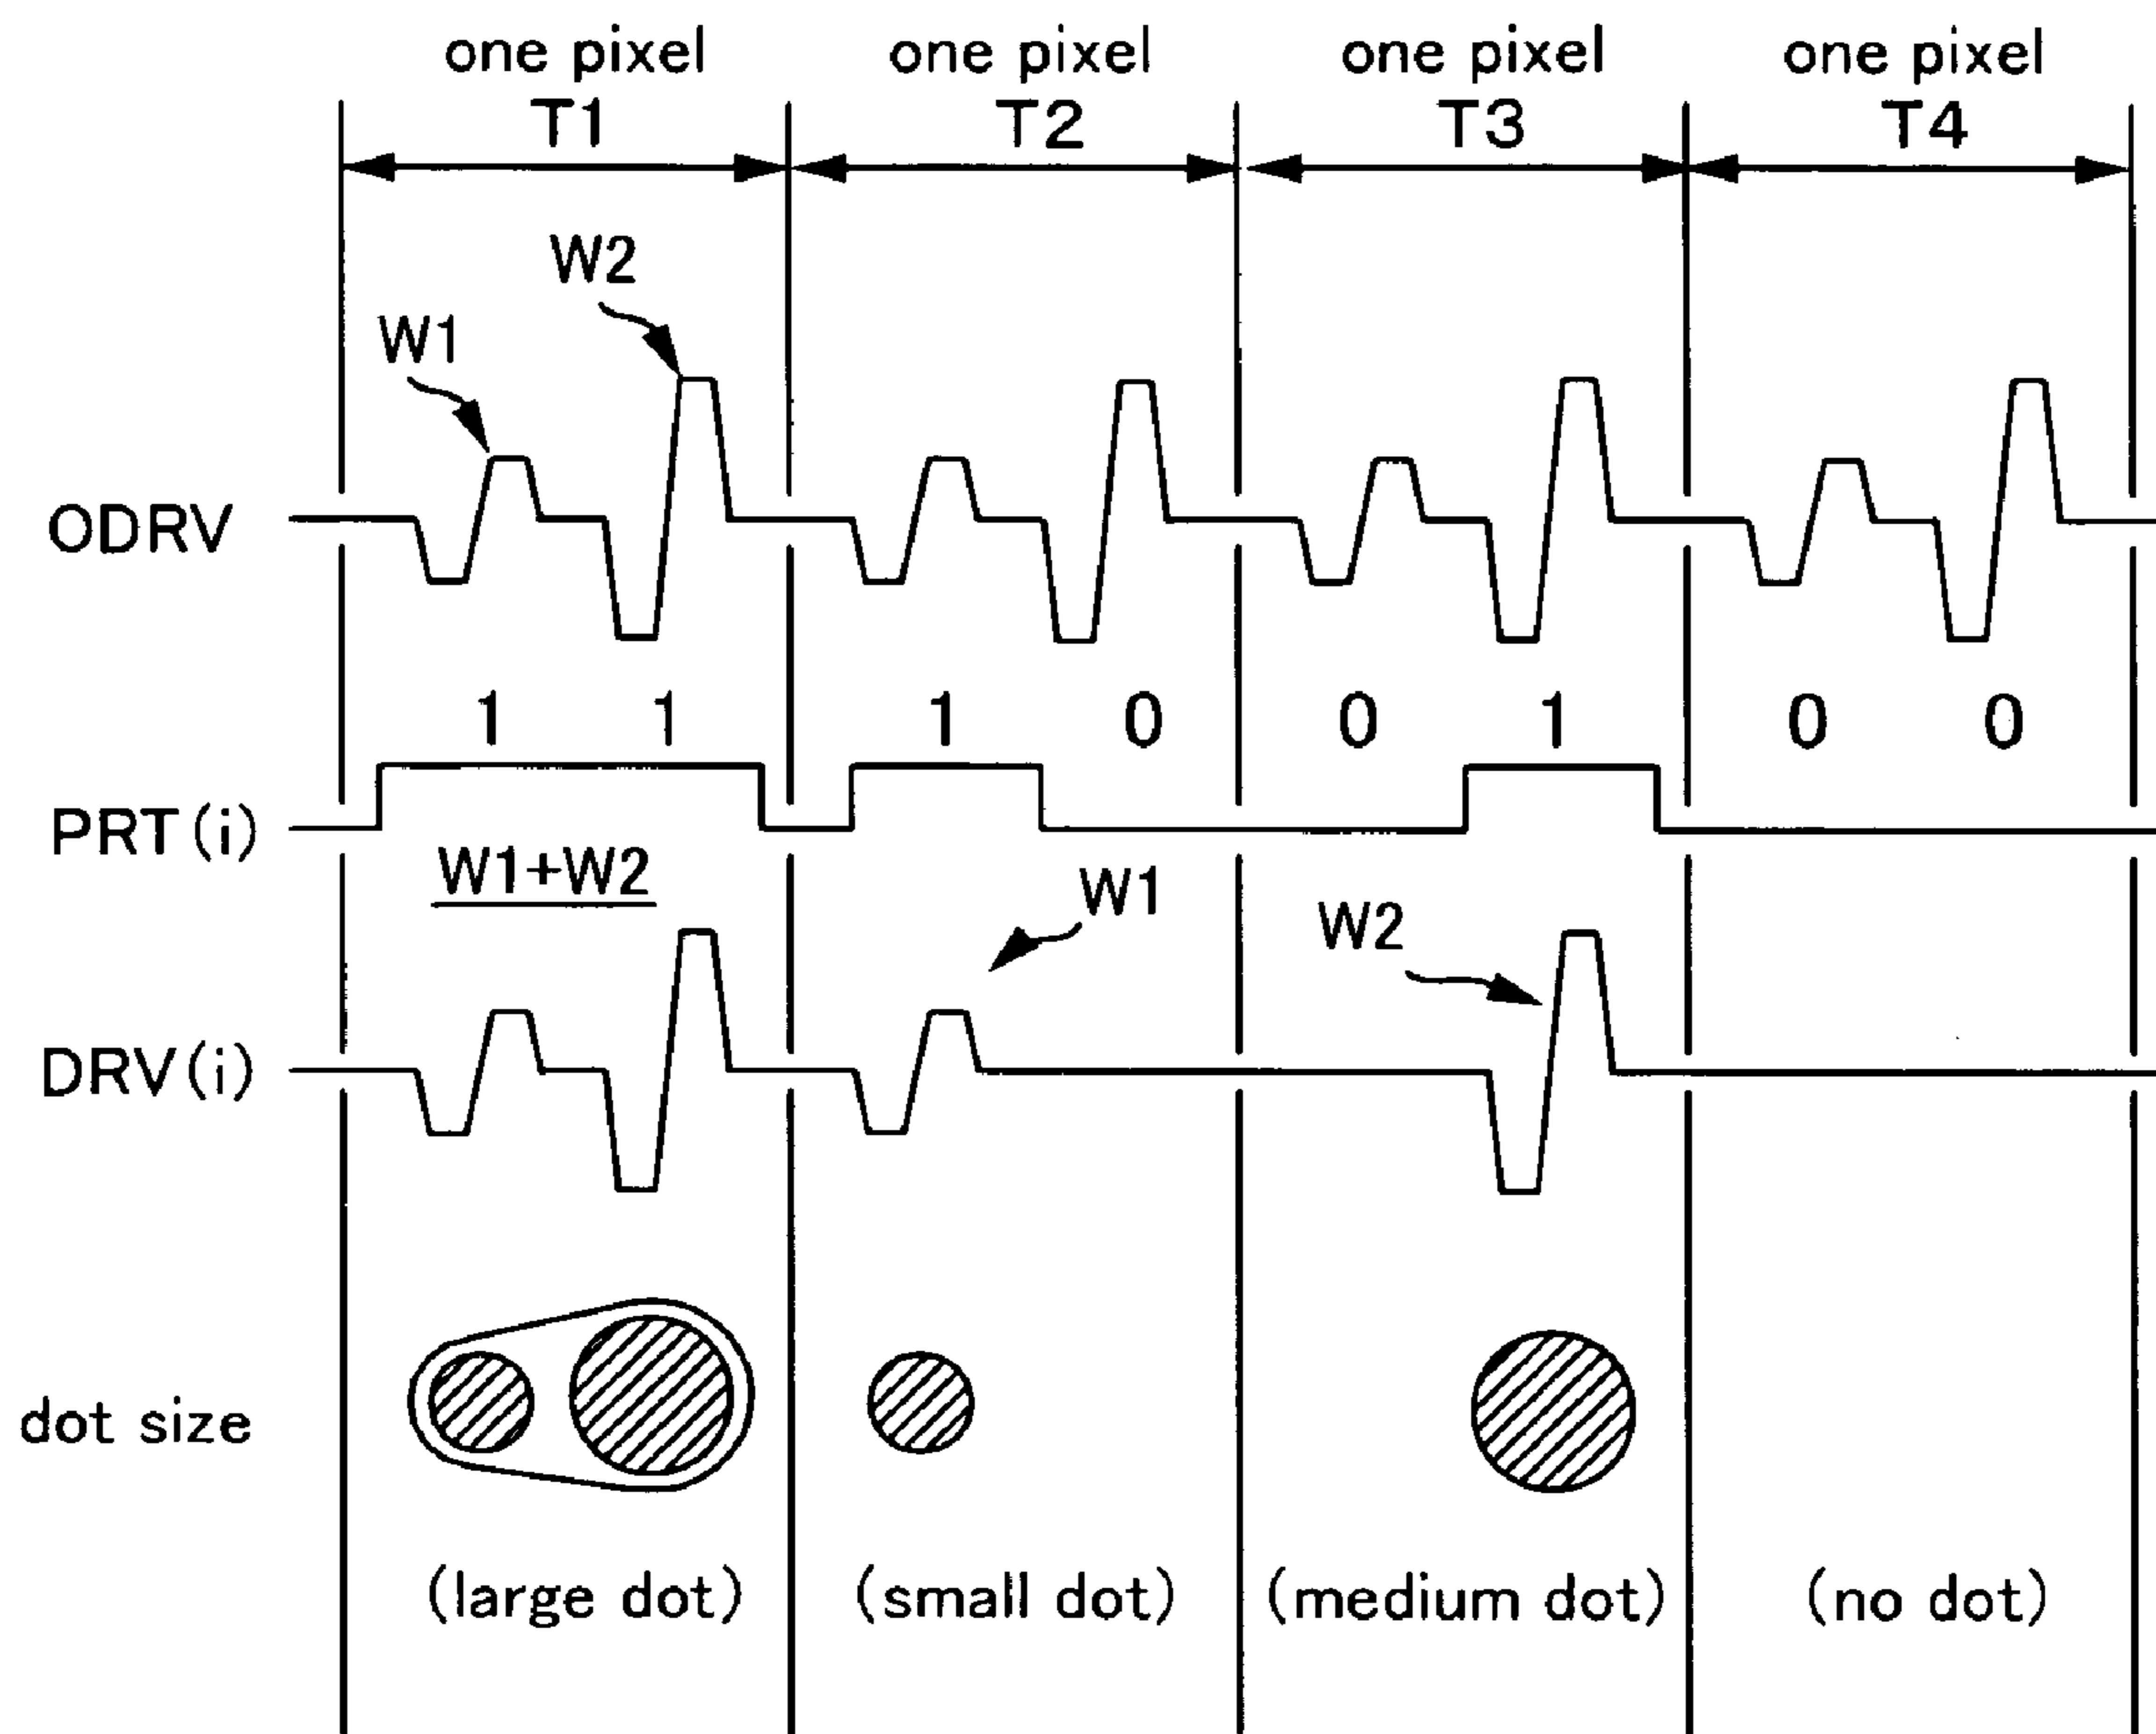 one pixel one pixel one pixel one pixel
T1 T2 T3 T4
W2
W1
ODRV
1 1 1 0 0 1 0 0
PRT(i)
W1+W2 W1
W2
DRV(i)
dot size
(large dot) (small dot) (medium dot) (no dot)